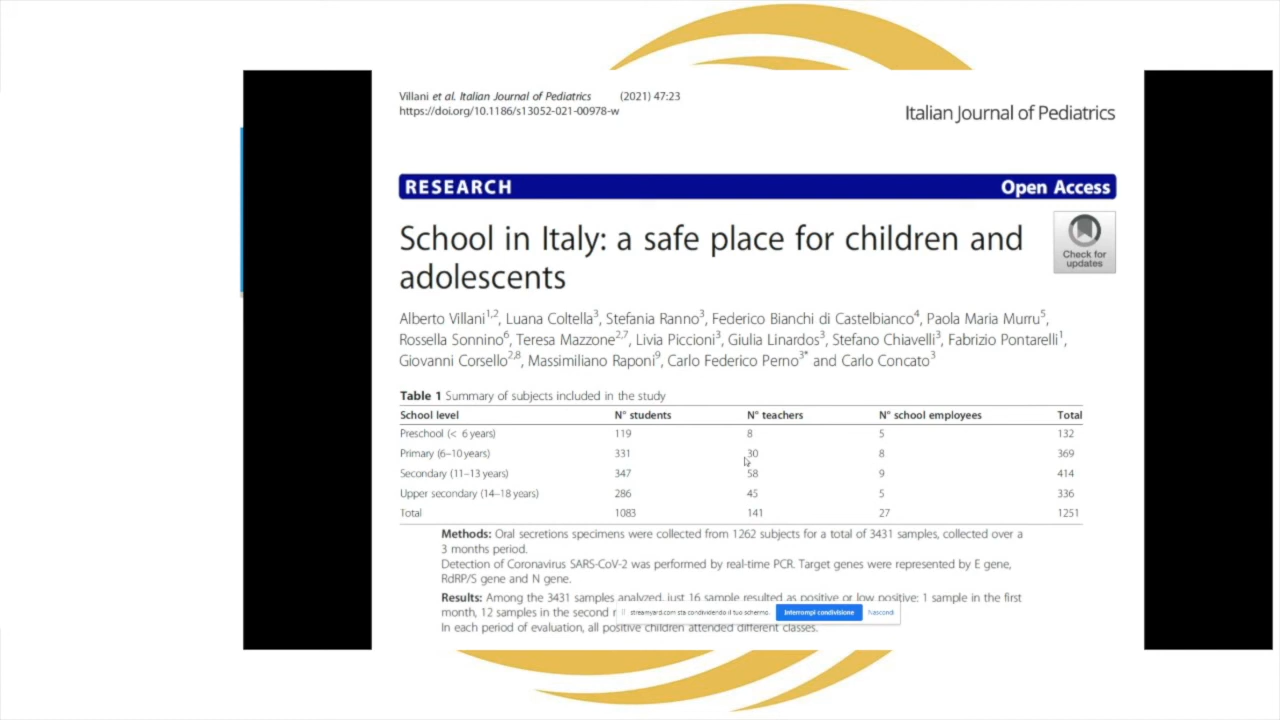 Villani et al. Italian Journal of Pediatrics (2021) 47:23
https://doi.org/10.1186/s13052-021-00978-w
Italian Journal of Pediatrics
RESEARCH Open Access
School in Italy: a safe place for children and
adolescents
Check for
updates
Alberto Villani1,2, Luana Coltella3, Stefania Ranno3, Federico Bianchi di Castelbianco4, Paola Maria Murru5,
Rossella Sonnino6, Teresa Mazzone2,7, Livia Piccioni3, Giulia Linardos3, Stefano Chiavelli3, Fabrizio Pontarelli1,
Giovanni Corsello2,8, Massimiliano Raponi9, Carlo Federico Perno3* and Carlo Concato3
Table 1 Summary of subjects included in the study
School level N° students N° teachers N° school employees Total
Preschool (< 6 years) 119 8 5 132
Primary (6–10 years) 331 30 8 369
Secondary (11–13 years) 347 58 9 414
Upper secondary (14–18 years) 286 45 5 336
Total 1083 141 27 1251
Methods: Oral secretions specimens were collected from 1262 subjects for a total of 3431 samples, collected over a
3 months period.
Detection of Coronavirus SARS-CoV-2 was performed by real-time PCR. Target genes were represented by E gene,
RdRP/S gene and N gene.
Results: Among the 3431 samples analyzed, just 16 sample resulted as positive or low positive: 1 sample in the first
month, 12 samples in the second
streamyard.com sta condividendo il tuo schermo. Interrompi condivisione Nascondi
In each period of evaluation, all positive children attended different classes.